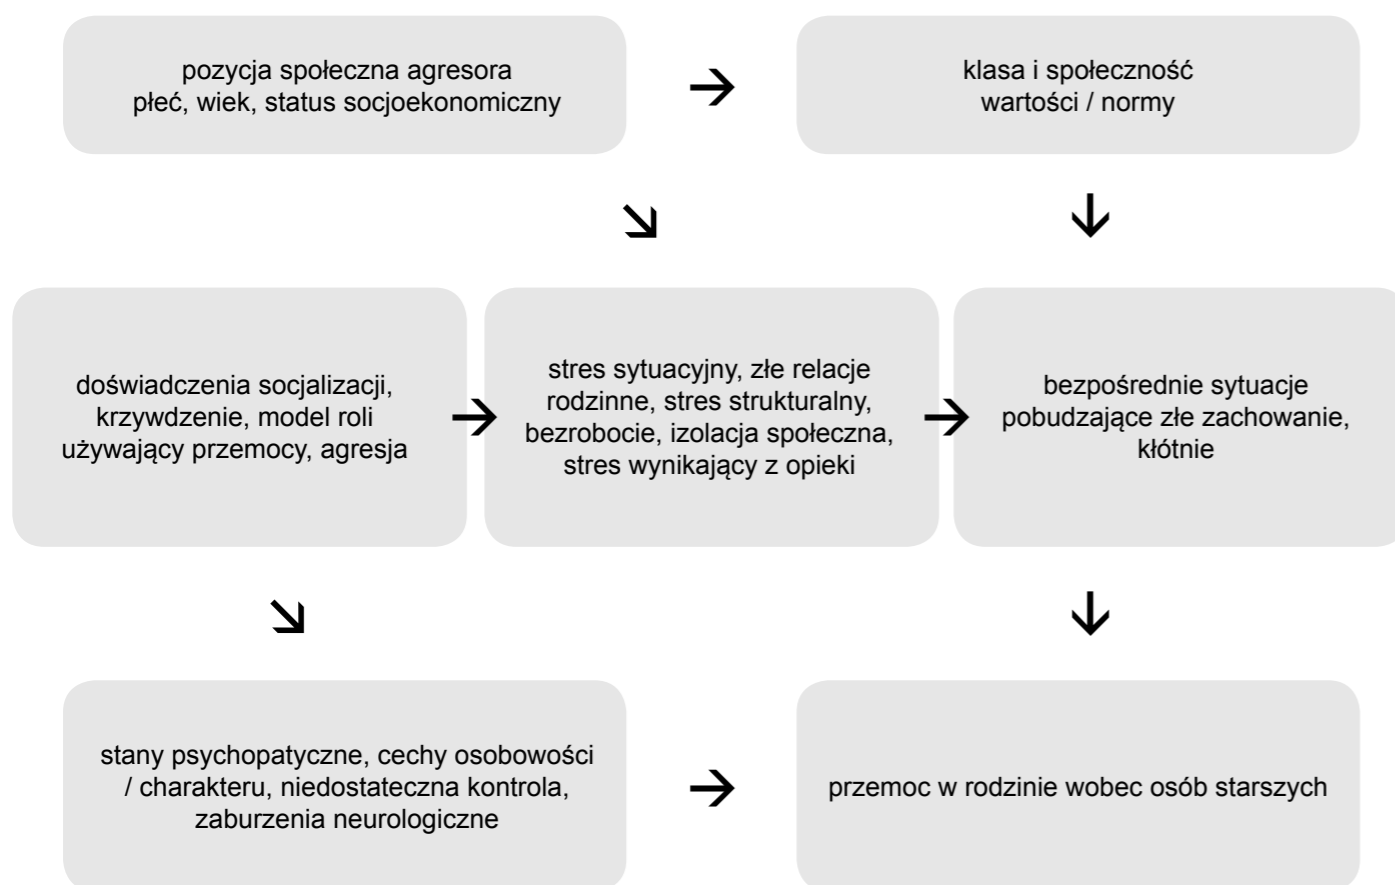 pozycja społeczna agresora
płeć, wiek, status socjoekonomiczny
klasa i społeczność
wartości / normy
doświadczenia socjalizacji,
krzywdzenie, model roli
używający przemocy, agresja
stres sytuacyjny, złe relacje
rodzinne, stres strukturalny,
bezrobocie, izolacja społeczna,
stres wynikający z opieki
bezpośrednie sytuacje
pobudzające złe zachowanie,
kłótnie
stany psychopatyczne, cechy osobowości
/ charakteru, niedostateczna kontrola,
zaburzenia neurologiczne
przemoc w rodzinie wobec osób starszych